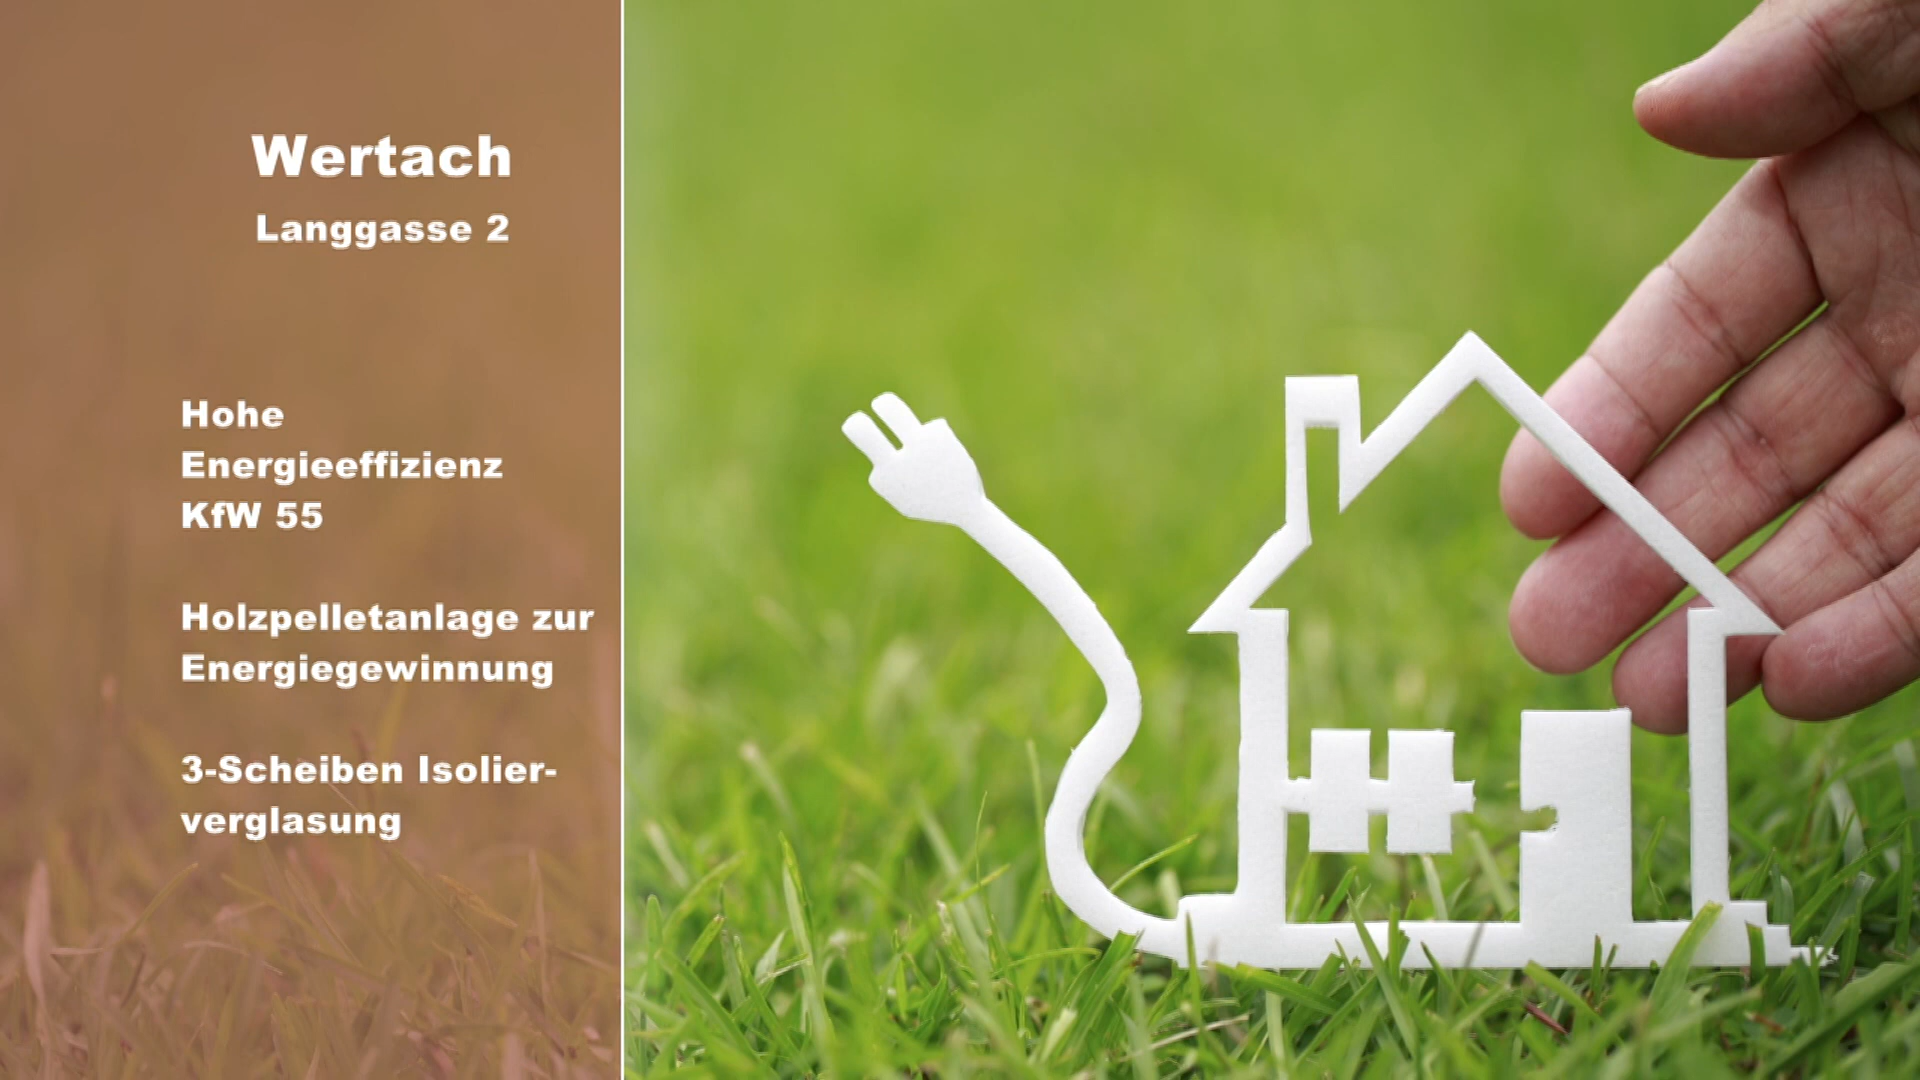 Wertach
Langgasse 2
Hohe
Energieeffizienz
KfW 55
Holzpelletanlage zur
Energiegewinnung
3-Scheiben Isolier-
verglasung